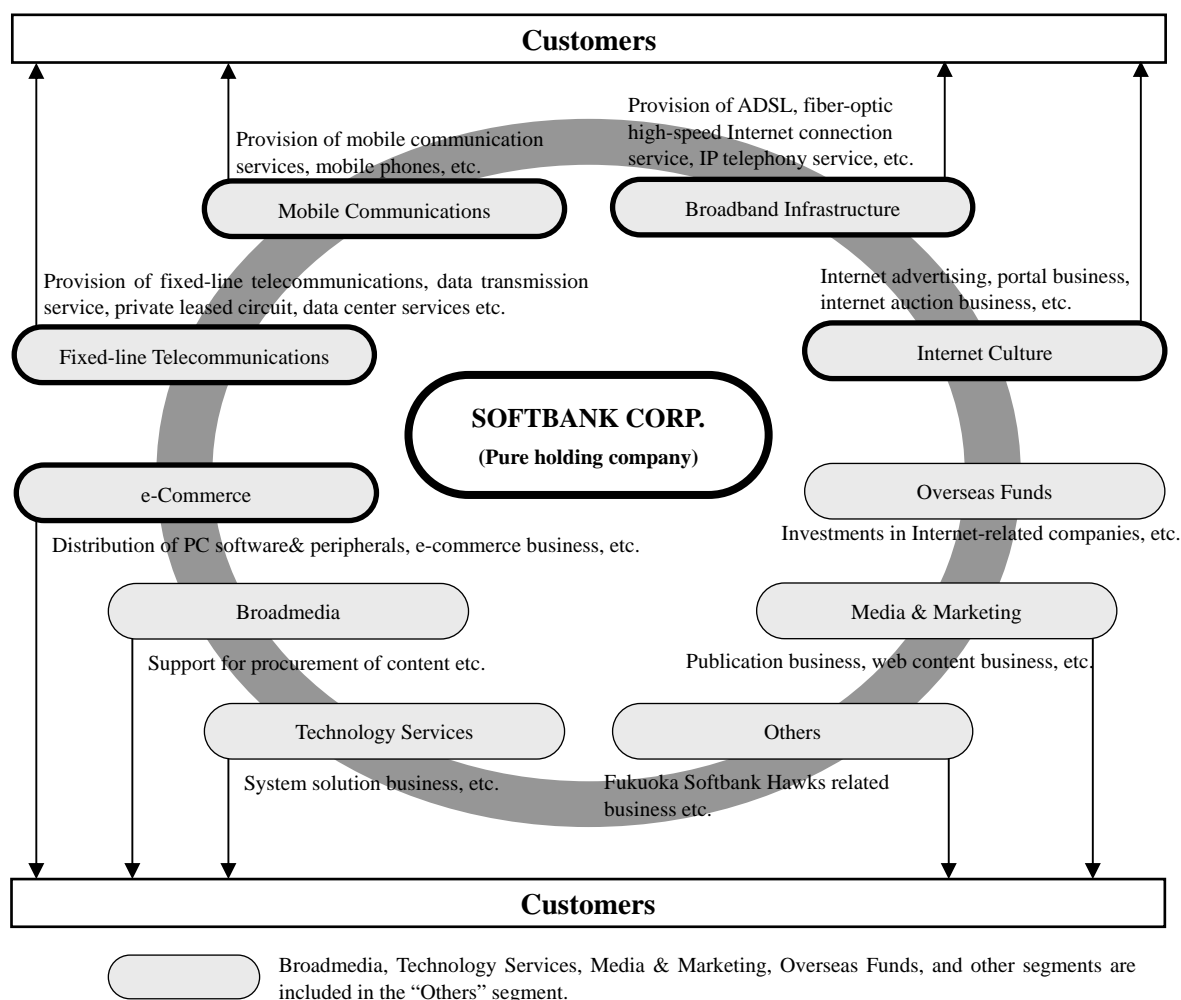 Customers
Provision of mobile communication
services, mobile phones, etc.
Provision of ADSL, fiber-optic
high-speed Internet connection
service, IP telephony service, etc.
Mobile Communications
Broadband Infrastructure
Provision of fixed-line telecommunications, data transmission
service, private leased circuit, data center services etc.
Internet advertising, portal business,
internet auction business, etc.
Fixed-line Telecommunications
Internet Culture
SOFTBANK CORP.
(Pure holding company)
e-Commerce
Overseas Funds
Distribution of PC software& peripherals, e-commerce business, etc.
Investments in Internet-related companies, etc.
Broadmedia
Media & Marketing
Support for procurement of content etc.
Publication business, web content business, etc.
Technology Services
Others
System solution business, etc.
Fukuoka Softbank Hawks related
business etc.
Customers
Broadmedia, Technology Services, Media & Marketing, Overseas Funds, and other segments are
included in the “Others” segment.